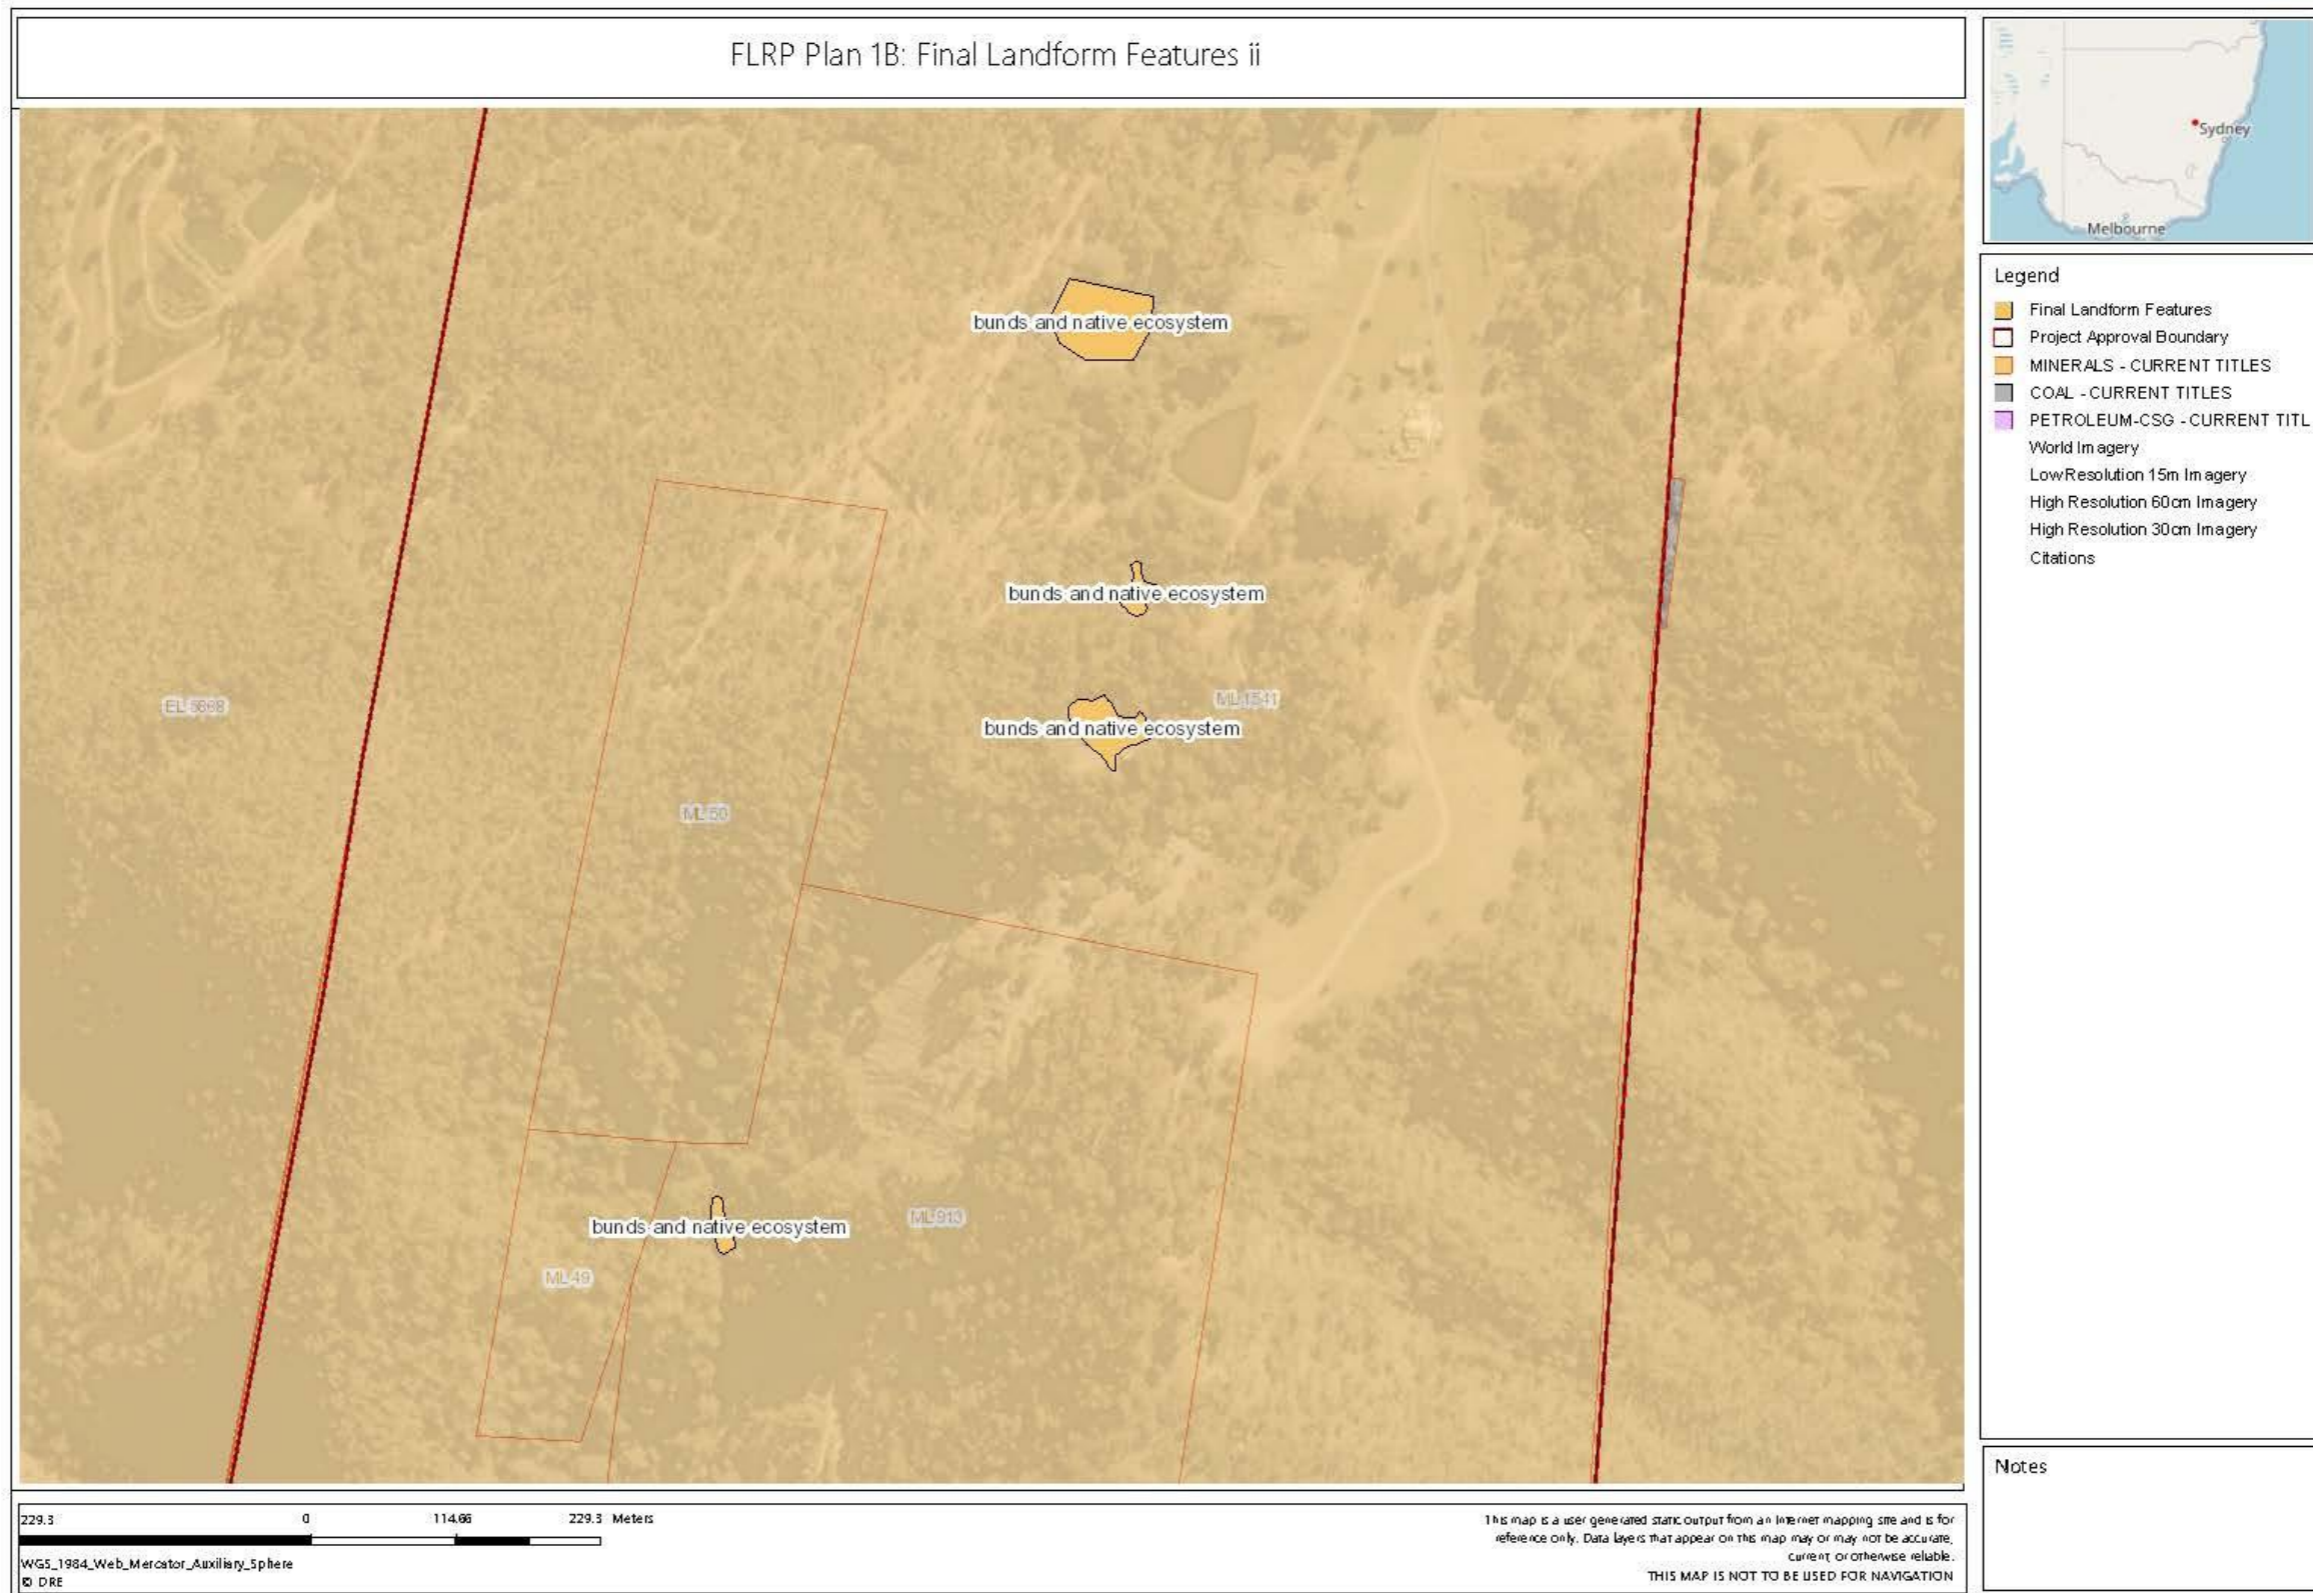 FLRP Plan 1B: Final Landform Features ii
Sydney
Melbourne
Legend
Final Landform Features
Project Approval Boundary
MINERALS - CURRENT TITLES
COAL - CURRENT TITLES
PETROLEUM-CSG - CURRENT TITL
World Imagery
Low Resolution 15m Imagery
High Resolution 60cm Imagery
High Resolution 30cm Imagery
Citations
bunds and native ecosystem
bunds and native ecosystem
ML 1541
EL
bunds and native ecosystem
ML 50
bunds and native ecosystem
ML 913
ML 49
Notes
229.3 0 114.66 229.3 Meters
WGS_1984_Web_Mercator_Auxiliary_Sphere
© DRE
This map is a user generated static output from an Internet mapping site and is for
reference only. Data layers that appear on this map may or may not be accurate,
current, or otherwise reliable.
THIS MAP IS NOT TO BE USED FOR NAVIGATION